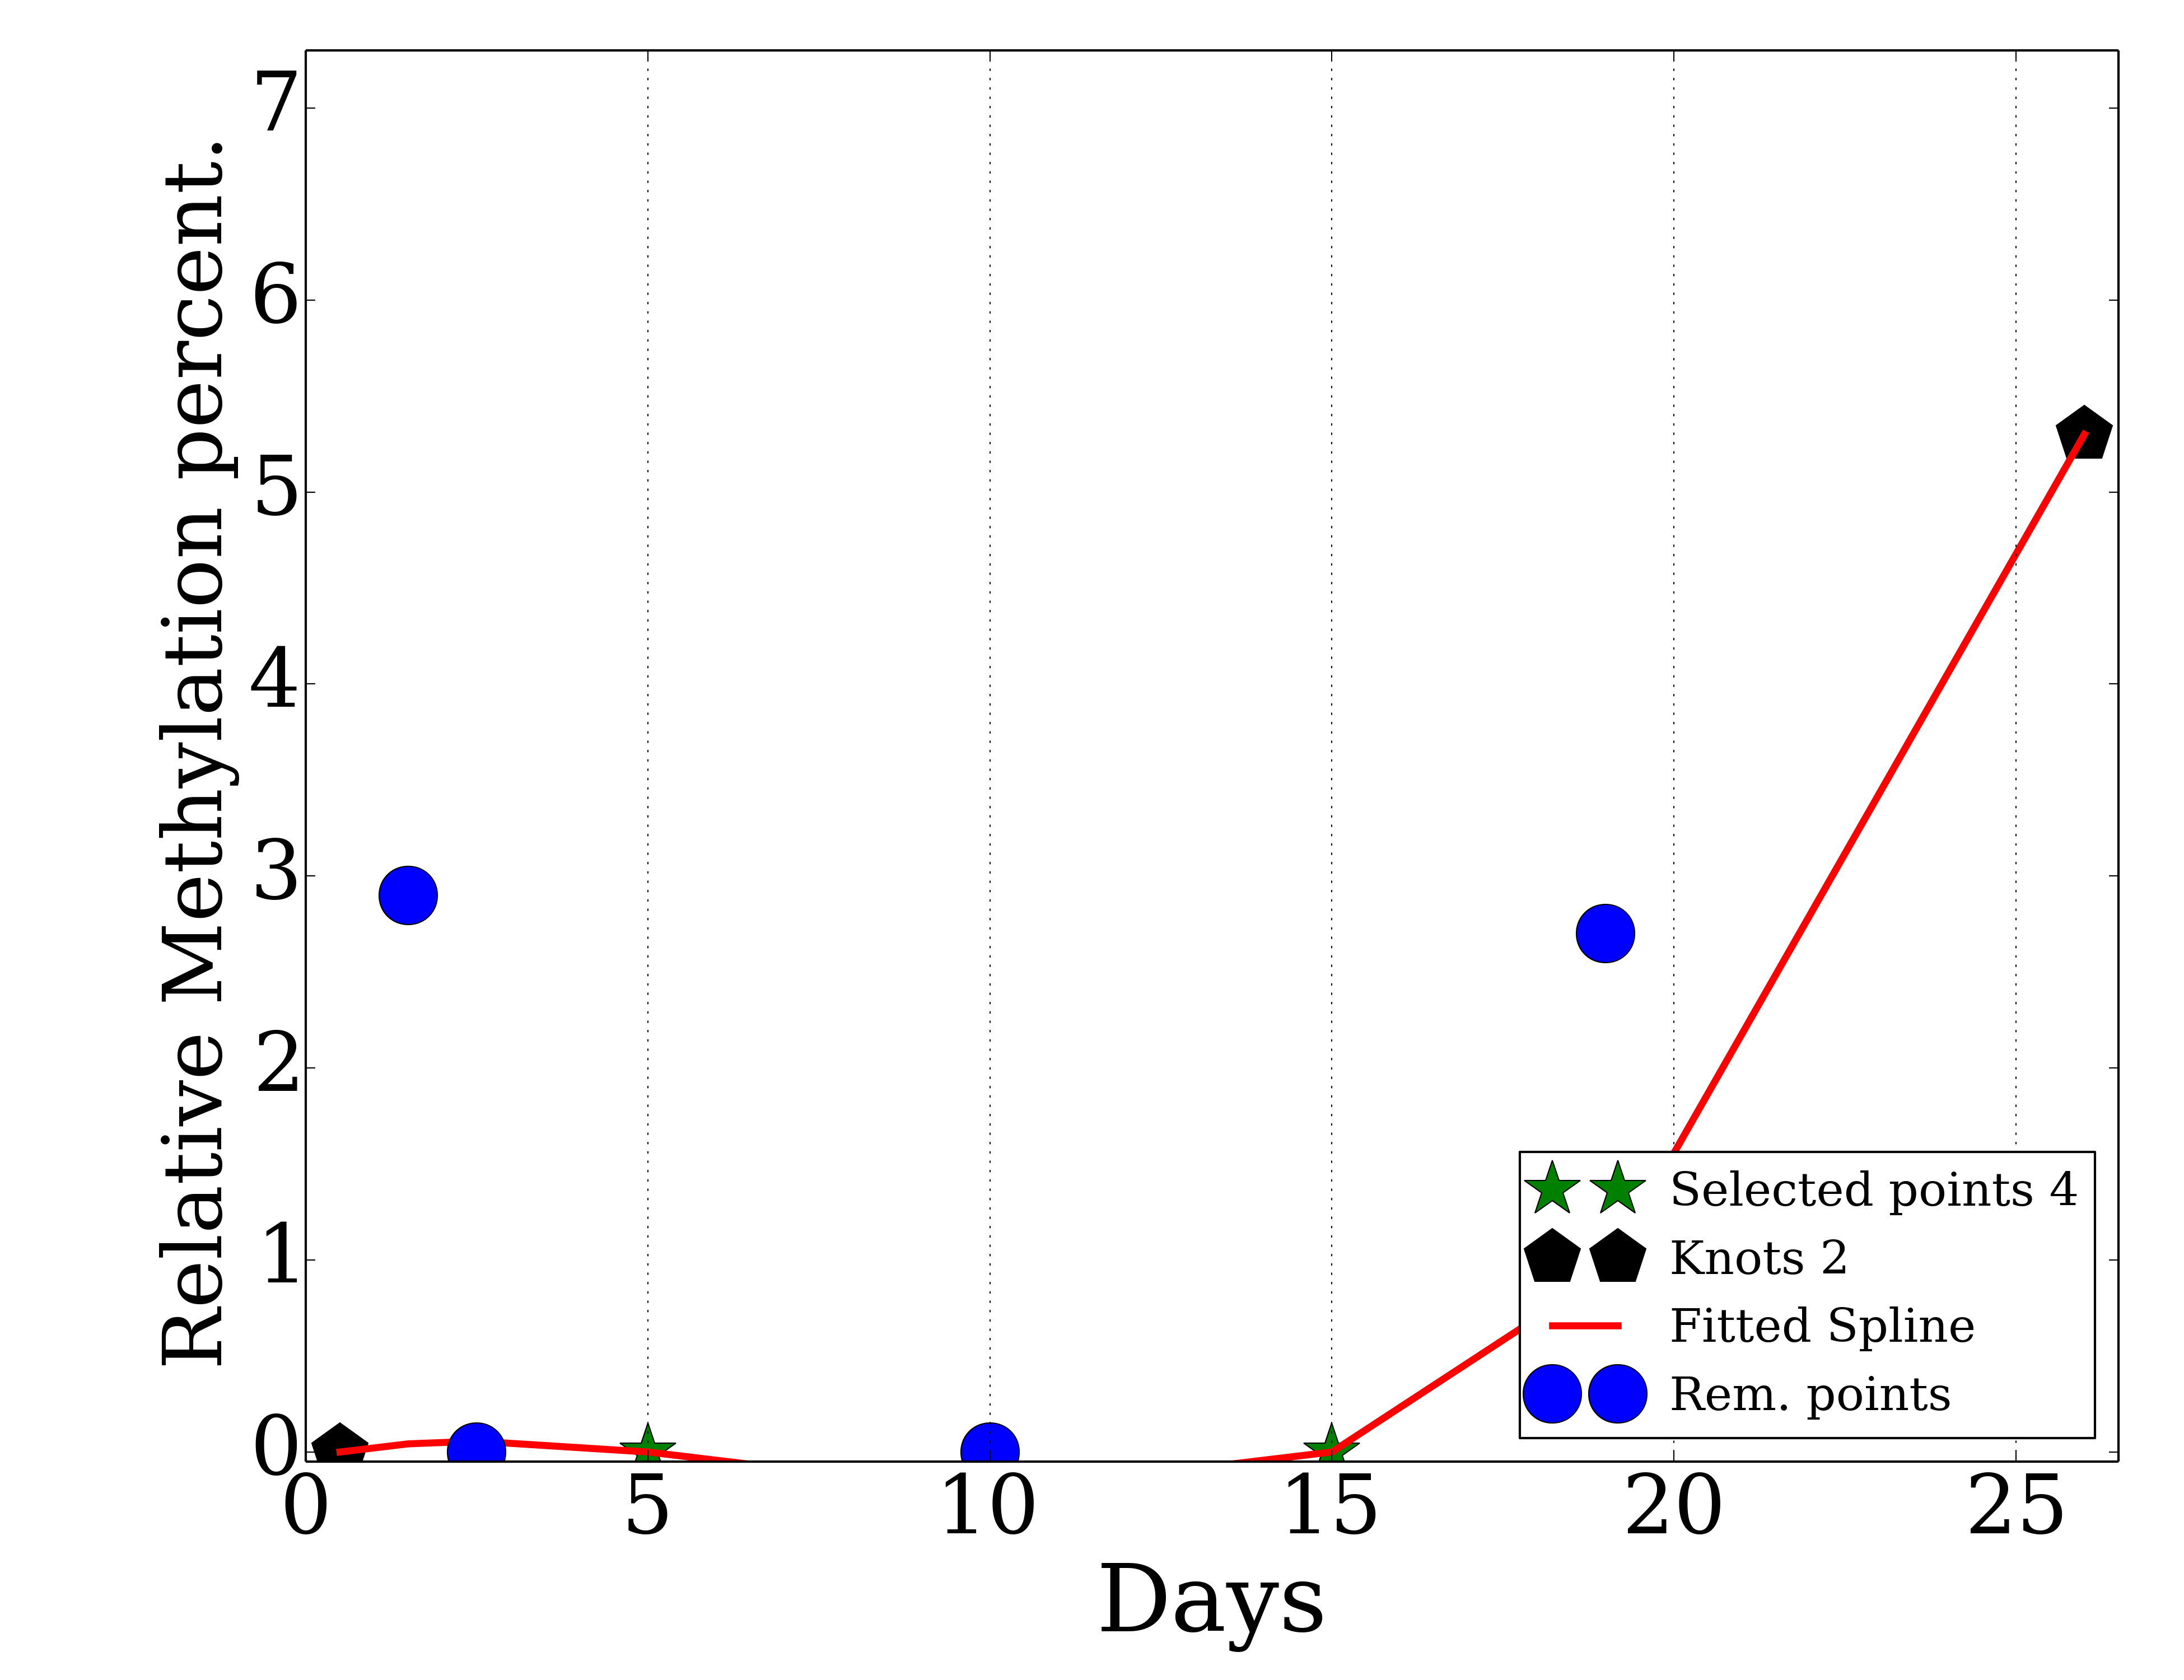 Relative Methylation percent.
7
6
5
4
3
2
1
0
Selected points 4
Knots 2
Fitted Spline
Rem. points
0 5 10 15 20 25
Days